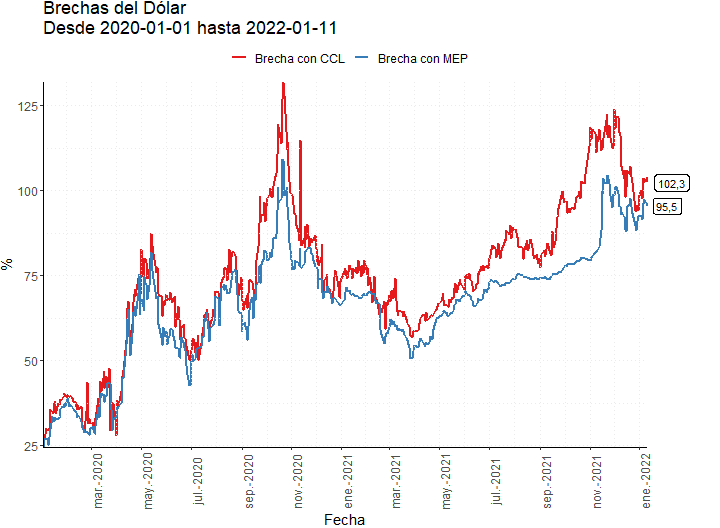 Brechas del Dólar
Desde 2020-01-01 hasta 2022-01-11
Brecha con CCL
Brecha con MEP
%
125
100
75
50
25
102,3
95,5
mar.-2020
may.-2020
jul.-2020
sep.-2020
nov.-2020
ene.-2021
mar.-2021
may.-2021
jul.-2021
sep.-2021
nov.-2021
ene.-2022
Fecha